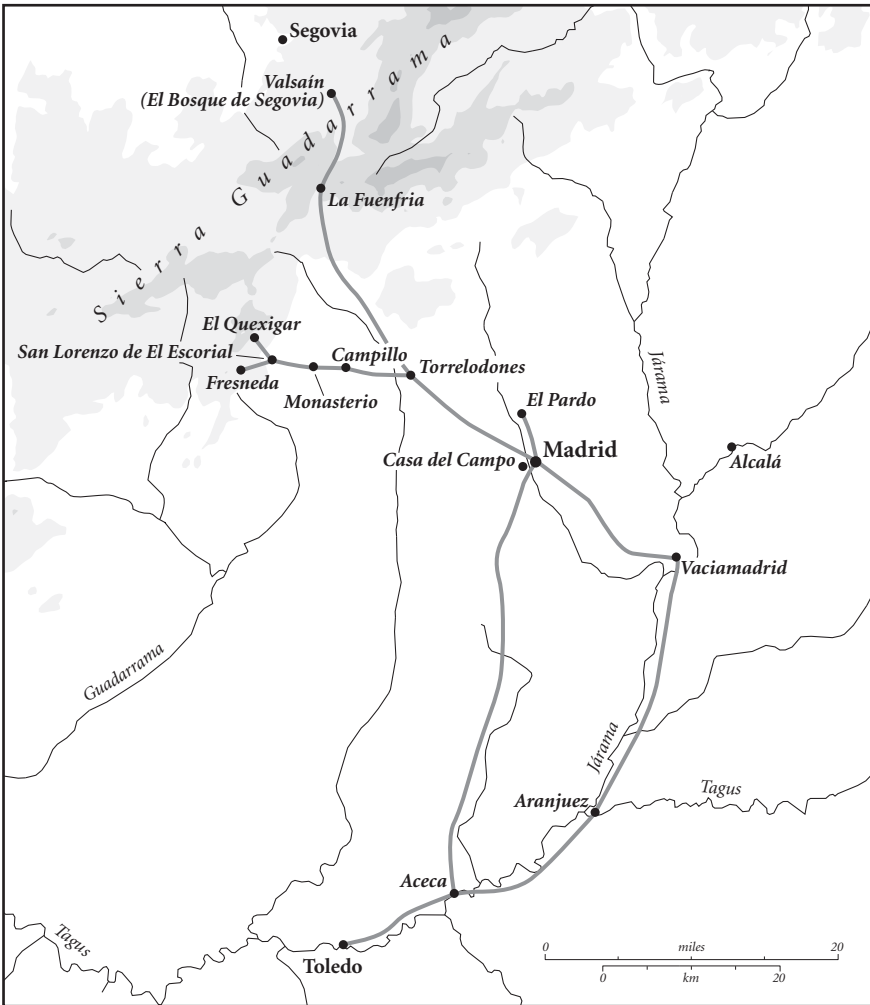 Segovia
Valsaín
(El Bosque de Segovia)
Sierra Guadarrama
La Fuenfria
El Quexigar
San Lorenzo de El Escorial
Campillo
Torrelodones
Fresneda
Monasterio
El Pardo
Járama
Madrid
Casa del Campo
Alcalá
Vaciamadrid
Guadarrama
Járama
Aranjuez
Tagus
Aceca
Tagus
Toledo
0 miles 20
0 km 20